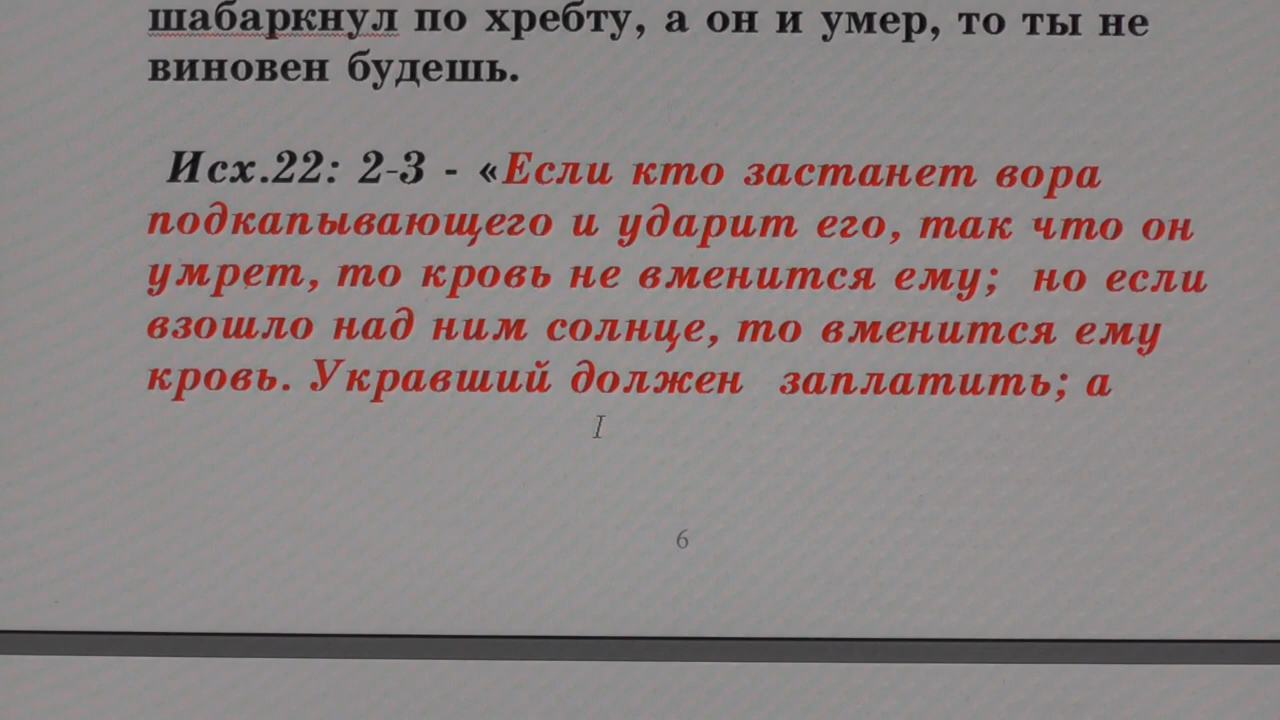 шабаркнул по хребту, а он и умер, то ты не
виновен будешь.
Исх.22: 2-3 - «Если кто застанет вора
подкапывающего и ударит его, так что он
умрет, то кровь не вменится ему; но если
взошло над ним солнце, то вменится ему
кровь. Укравший должен заплатить; а
6